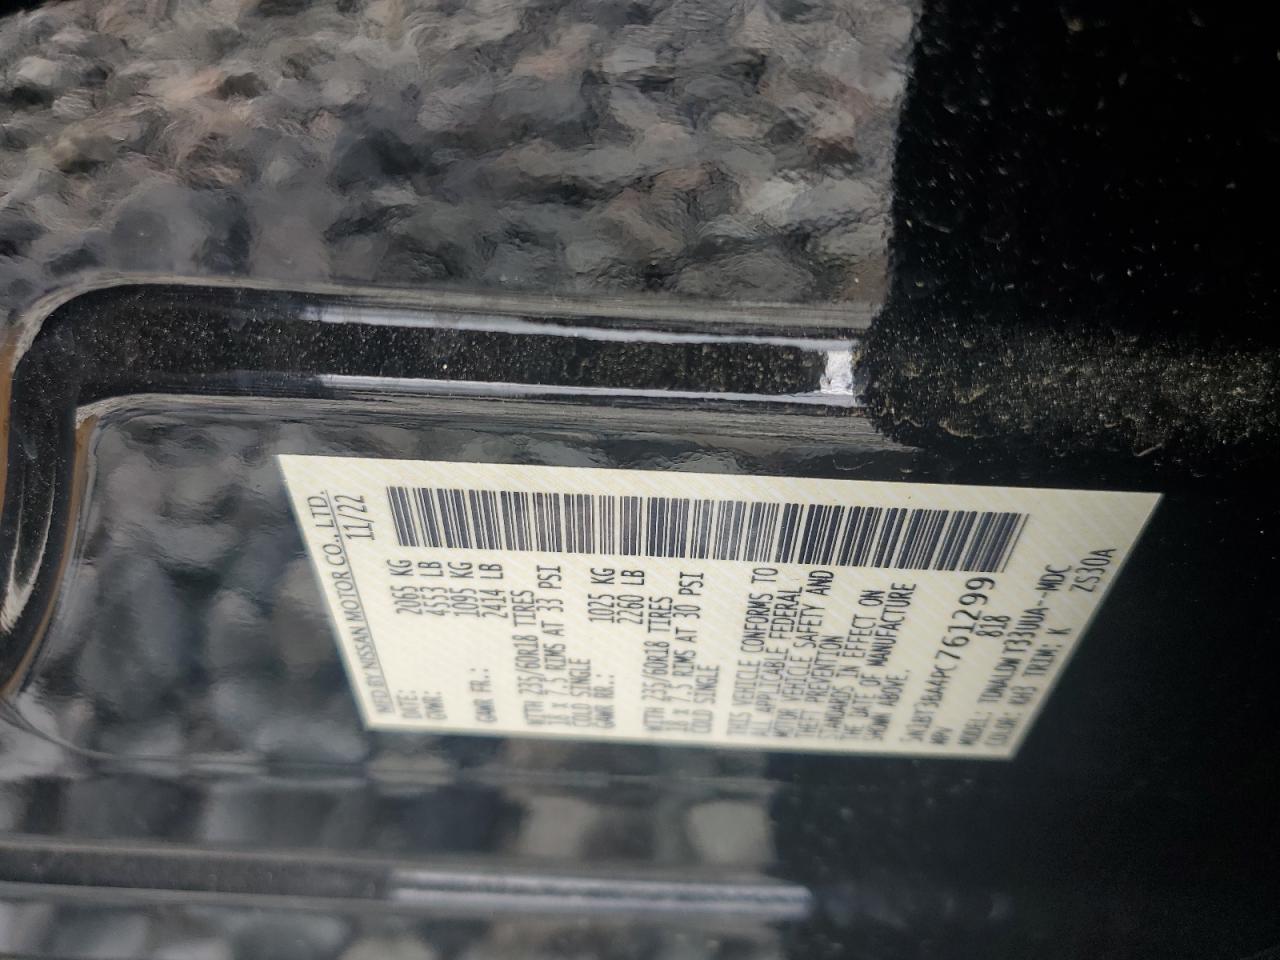 MFD BY NISSAN MOTOR CO., LTD.
DATE: 11/22
GVWR: 2065 KG
4553 LB
GAWR FR.: 1095 KG
2414 LB
WITH 235/60R18 TIRES
18 x 7.5 RIMS AT 33 PSI
COLD SINGLE
GAWR RR.: 1025 KG
2260 LB
WITH 235/60R18 TIRES
18 x 7.5 RIMS AT 30 PSI
COLD SINGLE
THIS VEHICLE CONFORMS TO
ALL APPLICABLE FEDERAL
MOTOR VEHICLE SAFETY AND
THEFT PREVENTION
STANDARDS IN EFFECT ON
THE DATE OF MANUFACTURE
SHOWN ABOVE.
761299
MPV 818
MODEL: T33UUA--NDC
COLOR: KH3 TRIM: K ZS30A